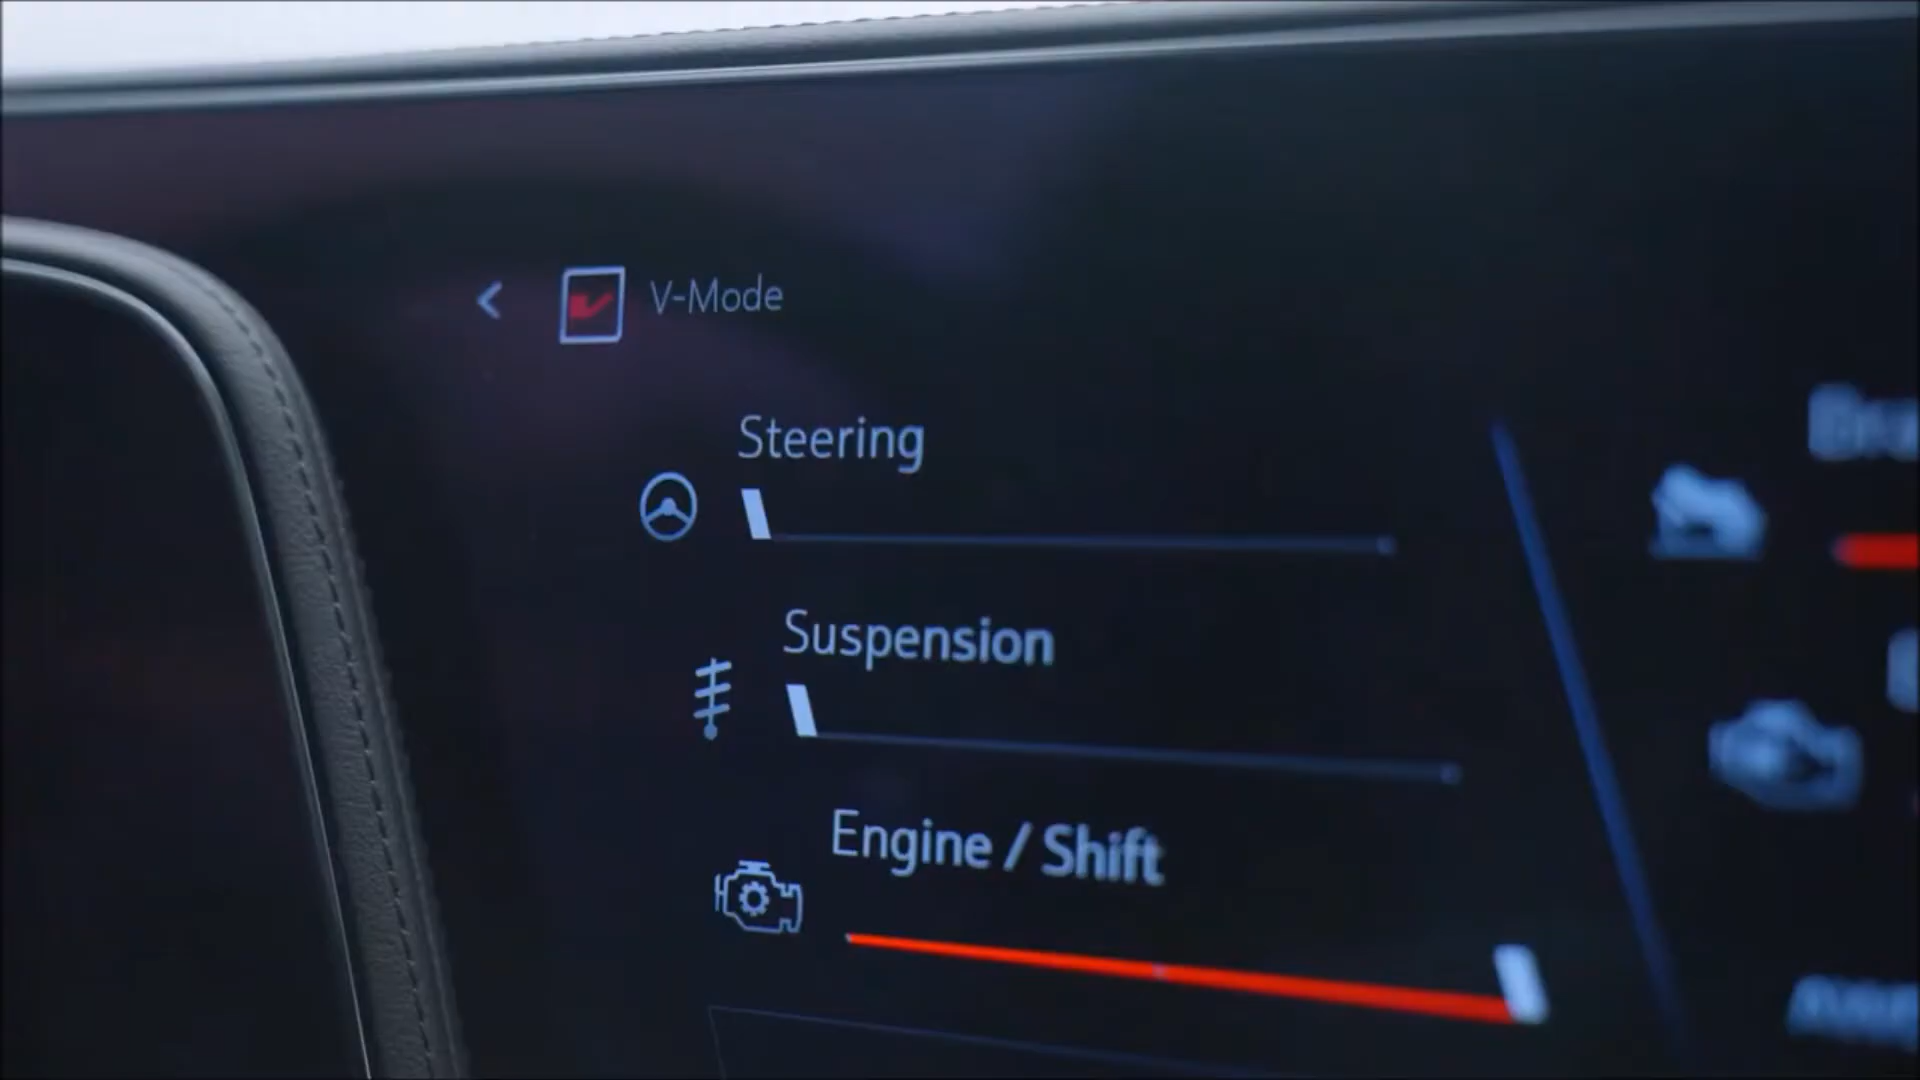 V-Mode
Steering
Suspension
Engine / Shift